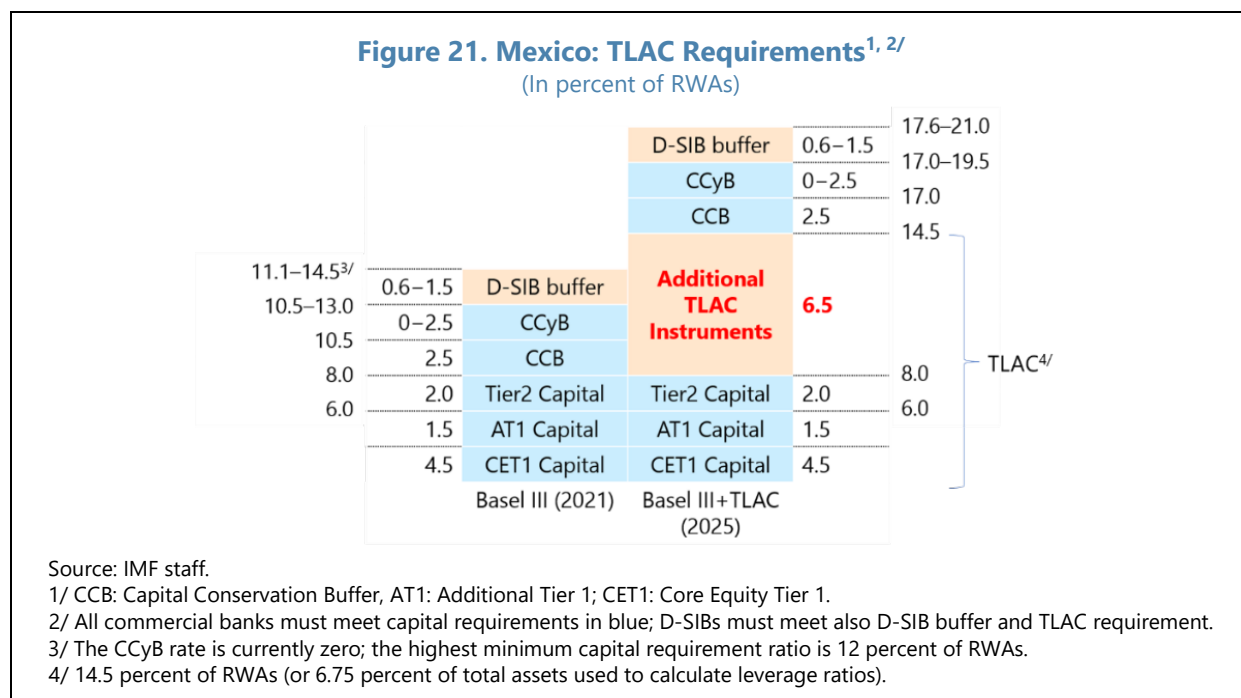 Figure 21. Mexico: TLAC Requirements1, 2/
(In percent of RWAs)
17.6–21.0
D-SIB buffer 0.6–1.5
17.0–19.5
CCyB 0–2.5
17.0
CCB 2.5
14.5
11.1–14.53/
0.6–1.5 D-SIB buffer
10.5–13.0
0–2.5 CCyB
10.5
2.5 CCB
8.0
Additional
TLAC
Instruments
6.5
TLAC4/
8.0
2.0 Tier2 Capital Tier2 Capital 2.0
6.0 6.0
1.5 AT1 Capital AT1 Capital 1.5
4.5 CET1 Capital CET1 Capital 4.5
Basel III (2021) Basel III+TLAC
(2025)
Source: IMF staff.
1/ CCB: Capital Conservation Buffer, AT1: Additional Tier 1; CET1: Core Equity Tier 1.
2/ All commercial banks must meet capital requirements in blue; D-SIBs must meet also D-SIB buffer and TLAC requirement.
3/ The CCyB rate is currently zero; the highest minimum capital requirement ratio is 12 percent of RWAs.
4/ 14.5 percent of RWAs (or 6.75 percent of total assets used to calculate leverage ratios).